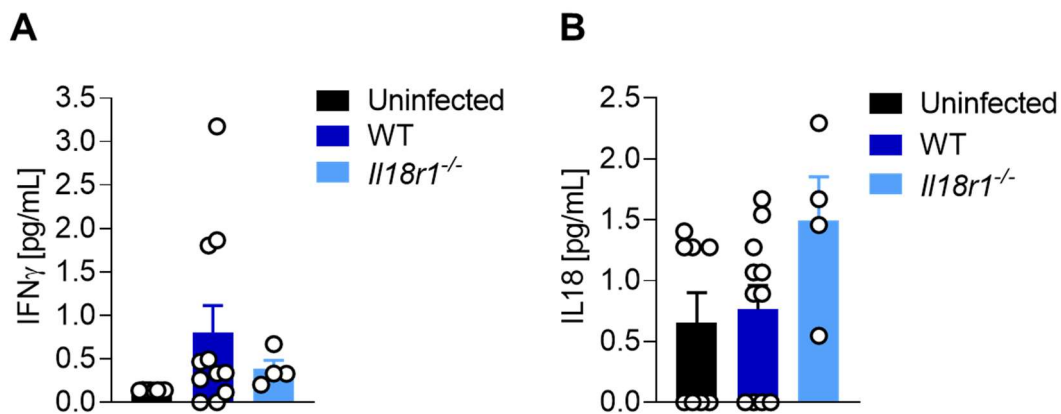 A
IFNγ [pg/mL]
3.5
3.0
2.5
2.0
1.5
1.0
0.5
0.0
Uninfected
WT
Il18r1-/-
B
IL18 [pg/mL]
2.5
2.0
1.5
1.0
0.5
0.0
Uninfected
WT
Il18r1-/-